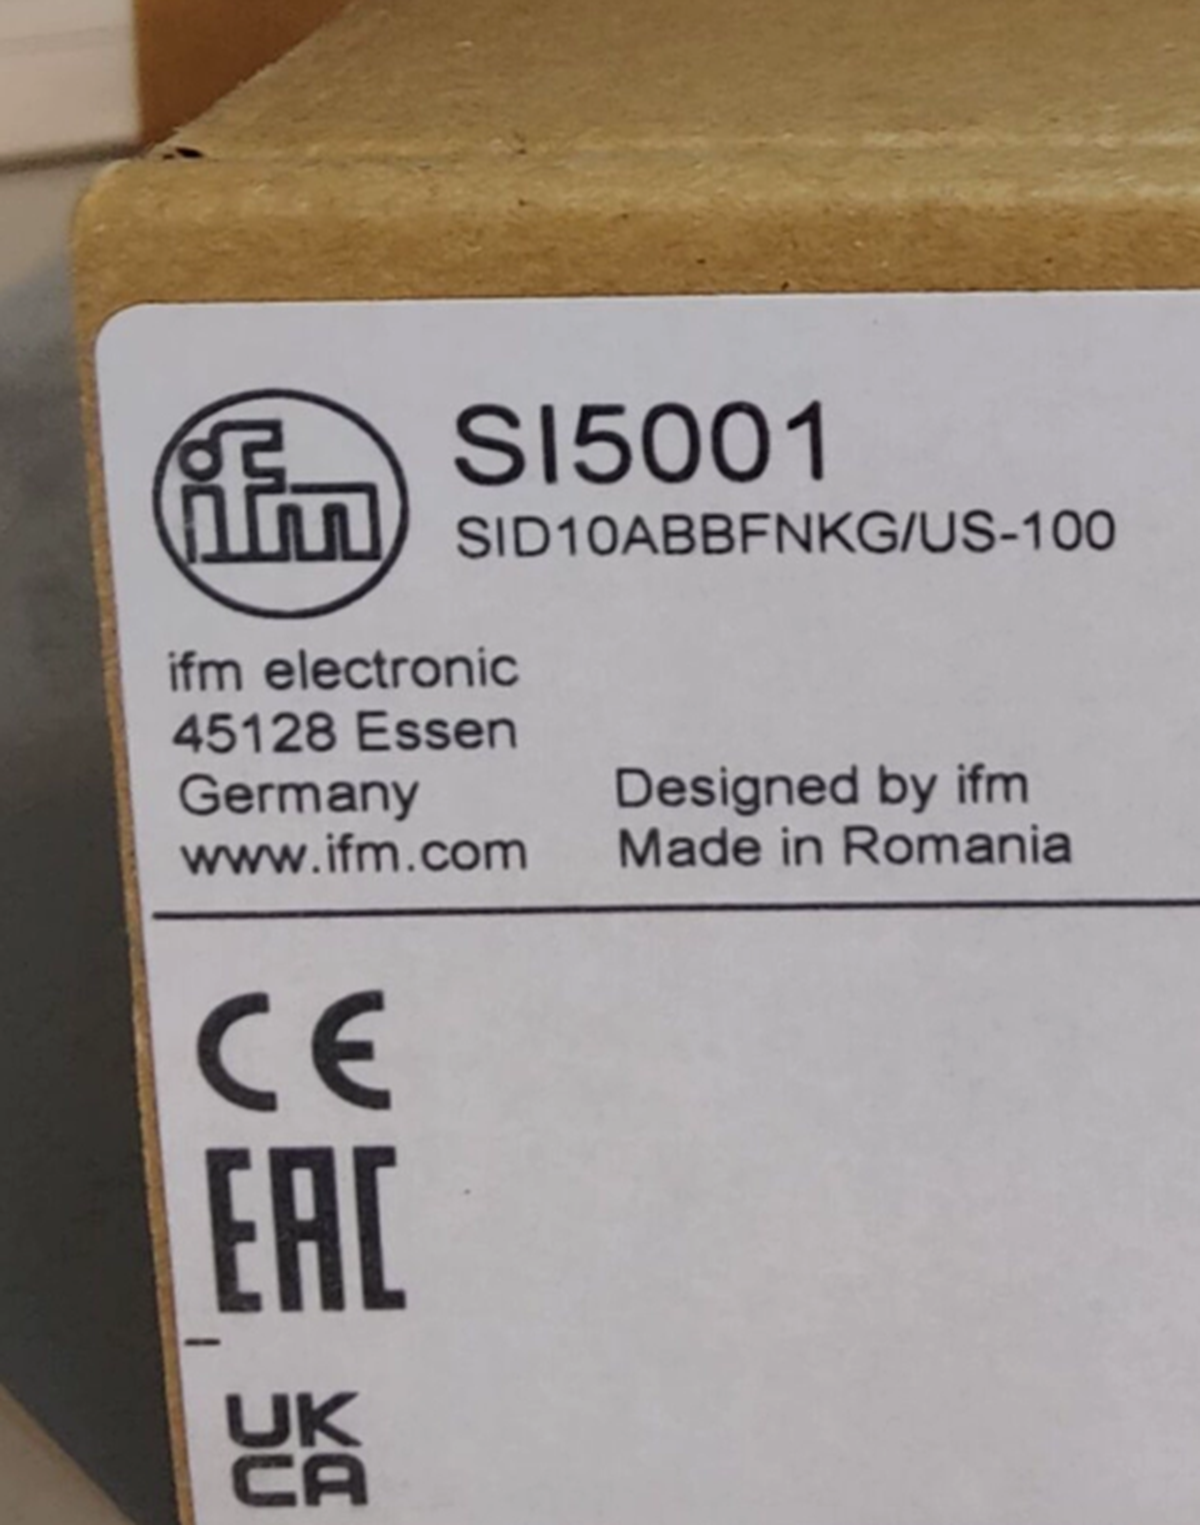 ifm
SI5001
SID10ABBFNKG/US-100
ifm electronic
45128 Essen
Germany
www.ifm.com
Designed by ifm
Made in Romania
CE
EAC
UK
CA